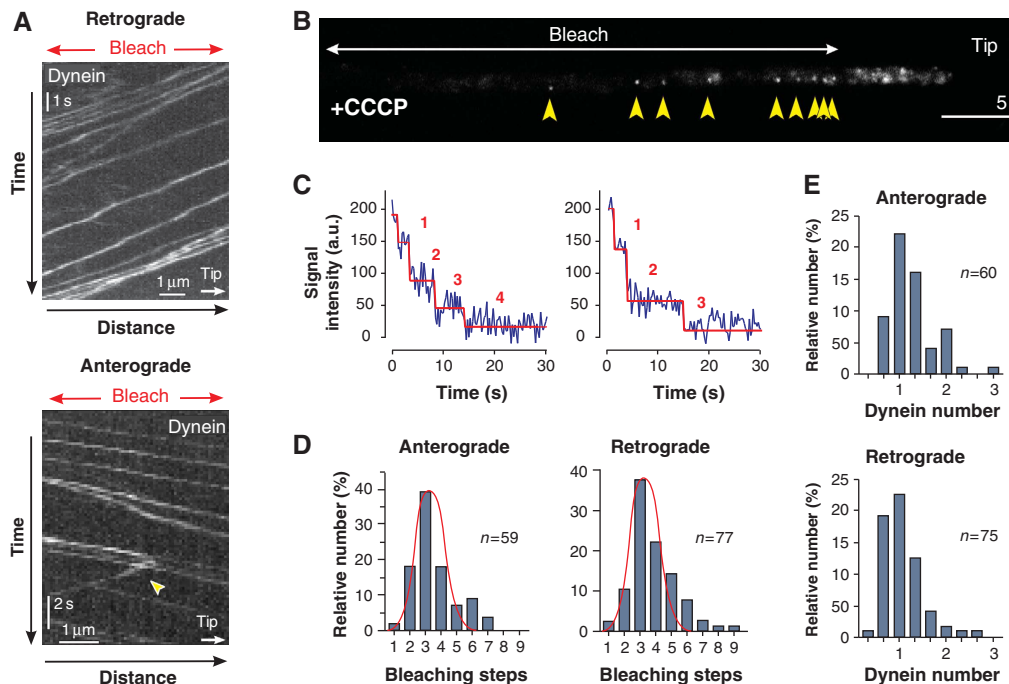 A
Retrograde
Bleach
Dynein
1 s
Time
Tip
1 µm
Distance
Anterograde
Bleach
Dynein
Time
2 s
Tip
1 µm
Distance
B
Bleach
Tip
+CCCP
5
C
Signal
intensity (a.u.)
200
150
100
50
0
1
2
3
4
0 10 20 30
Time (s)
200
150
100
50
0
1
2
3
0 10 20 30
Time (s)
D
Anterograde
Relative number (%)
40
30
20
10
0
n=59
1 2 3 4 5 6 7 8 9
Bleaching steps
Retrograde
40
30
20
10
0
n=77
1 2 3 4 5 6 7 8 9
Bleaching steps
E
Anterograde
Relative number (%)
25
20
15
10
50
0
n=60
1 2 3
Dynein number
Retrograde
Relative number (%)
25
20
15
10
50
0
n=75
1 2 3
Dynein number